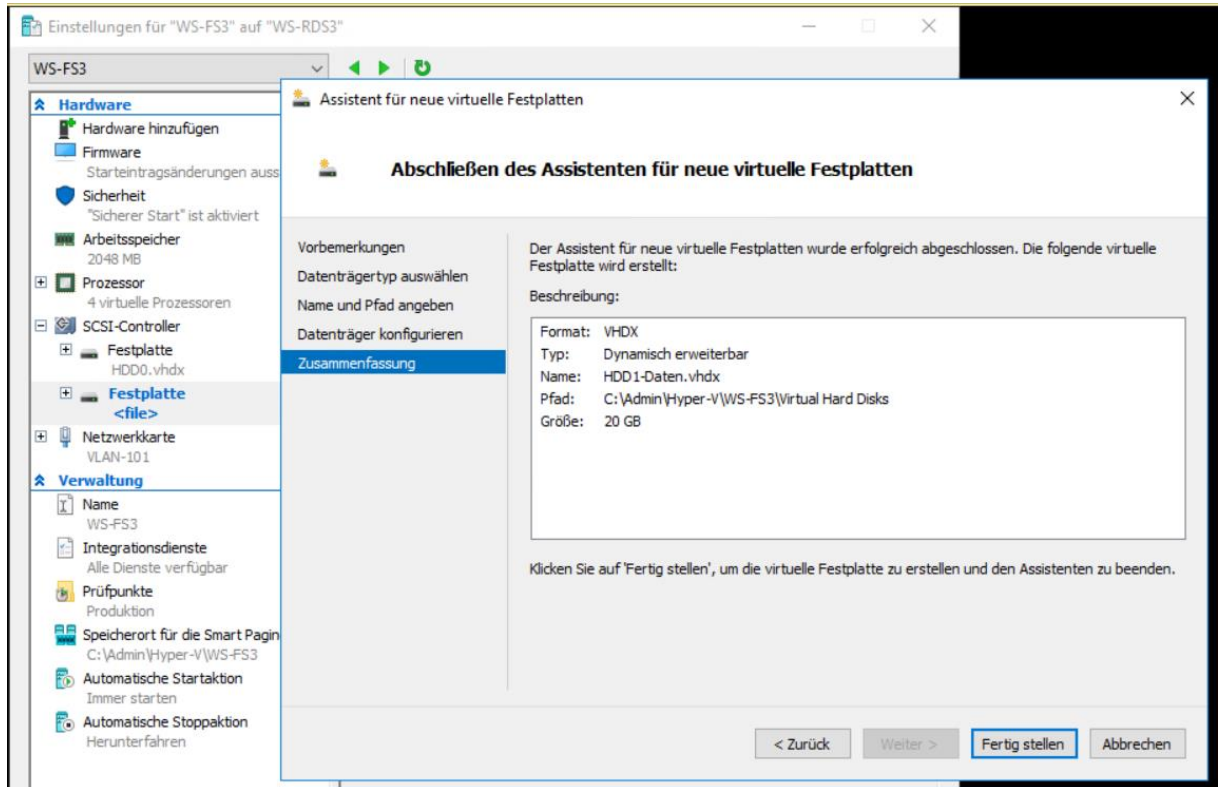 Einstellungen für "WS-FS3" auf "WS-RDS3"
WS-FS3
Hardware
Hardware hinzufügen
Firmware
Starteintragsänderungen auss
Sicherheit
"Sicherer Start" ist aktiviert
Arbeitsspeicher
2048 MB
Prozessor
4 virtuelle Prozessoren
SCSI-Controller
Festplatte
HDD0.vhdx
Festplatte
<file>
Netzwerkkarte
VLAN-101
Verwaltung
Name
WS-FS3
Integrationsdienste
Alle Dienste verfügbar
Prüfpunkte
Produktion
Speicherort für die Smart Pagin
C:\Admin\Hyper-V\WS-FS3
Automatische Startaktion
Immer starten
Automatische Stoppaktion
Herunterfahren
Assistent für neue virtuelle Festplatten
Abschließen des Assistenten für neue virtuelle Festplatten
Vorbemerkungen
Datenträgertyp auswählen
Name und Pfad angeben
Datenträger konfigurieren
Zusammenfassung
Der Assistent für neue virtuelle Festplatten wurde erfolgreich abgeschlossen. Die folgende virtuelle
Festplatte wird erstellt:
Beschreibung:
Format: VHDX
Typ: Dynamisch erweiterbar
Name: HDD1-Daten.vhdx
Pfad: C:\Admin\Hyper-V\WS-FS3\Virtual Hard Disks
Größe: 20 GB
Klicken Sie auf 'Fertig stellen', um die virtuelle Festplatte zu erstellen und den Assistenten zu beenden.
< Zurück Weiter > Fertig stellen Abbrechen